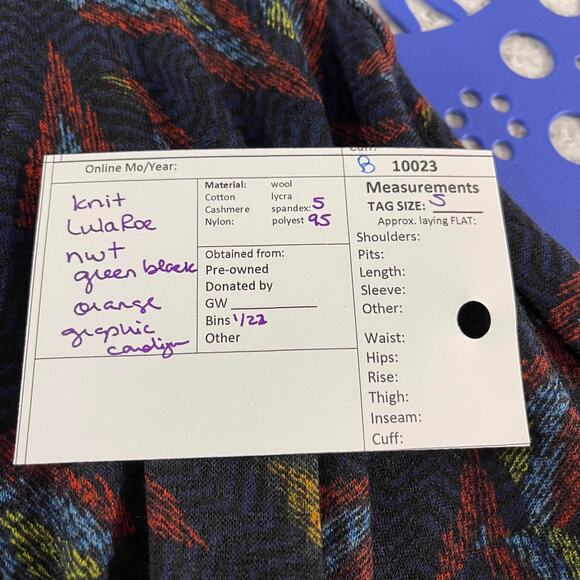 Cuff:
Online Mo/Year:
B 10023
knit
LulaRoe
nwt
green black
orange
graphic
cardign
Material: wool
Cotton lycra
Cashmere spandex: 5
Nylon: polyest 95
Obtained from:
Pre-owned
Donated by
GW
Bins 1/22
Other
Measurements
TAG SIZE: S
Approx. laying FLAT:
Shoulders:
Pits:
Length:
Sleeve:
Other:
Waist:
Hips:
Rise:
Thigh:
Inseam:
Cuff: